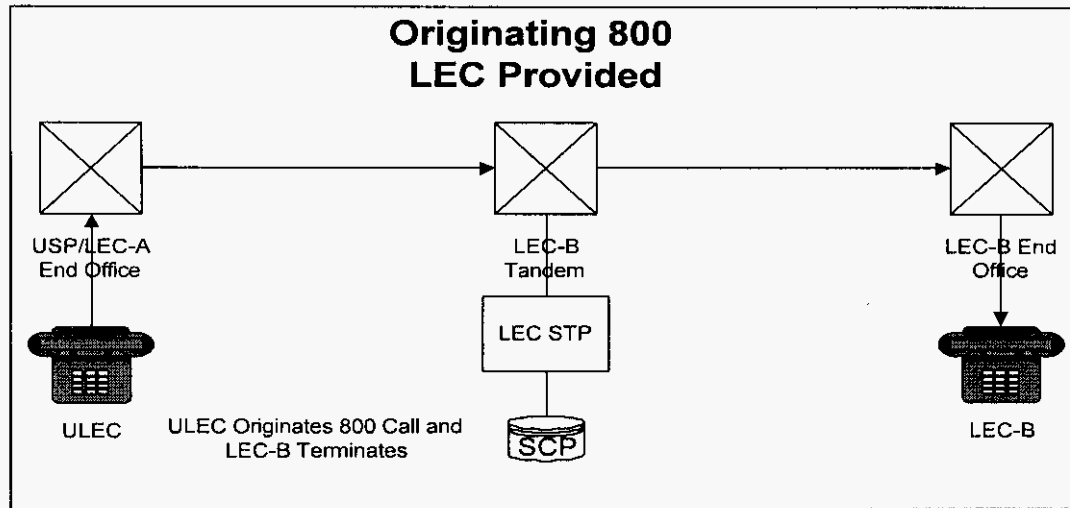 Originating 800
LEC Provided
USP/LEC-A
End Office
LEC-B
Tandem
LEC-B End
Office
LEC STP
ULEC
ULEC Originates 800 Call and
LEC-B Terminates
SCP
LEC-B